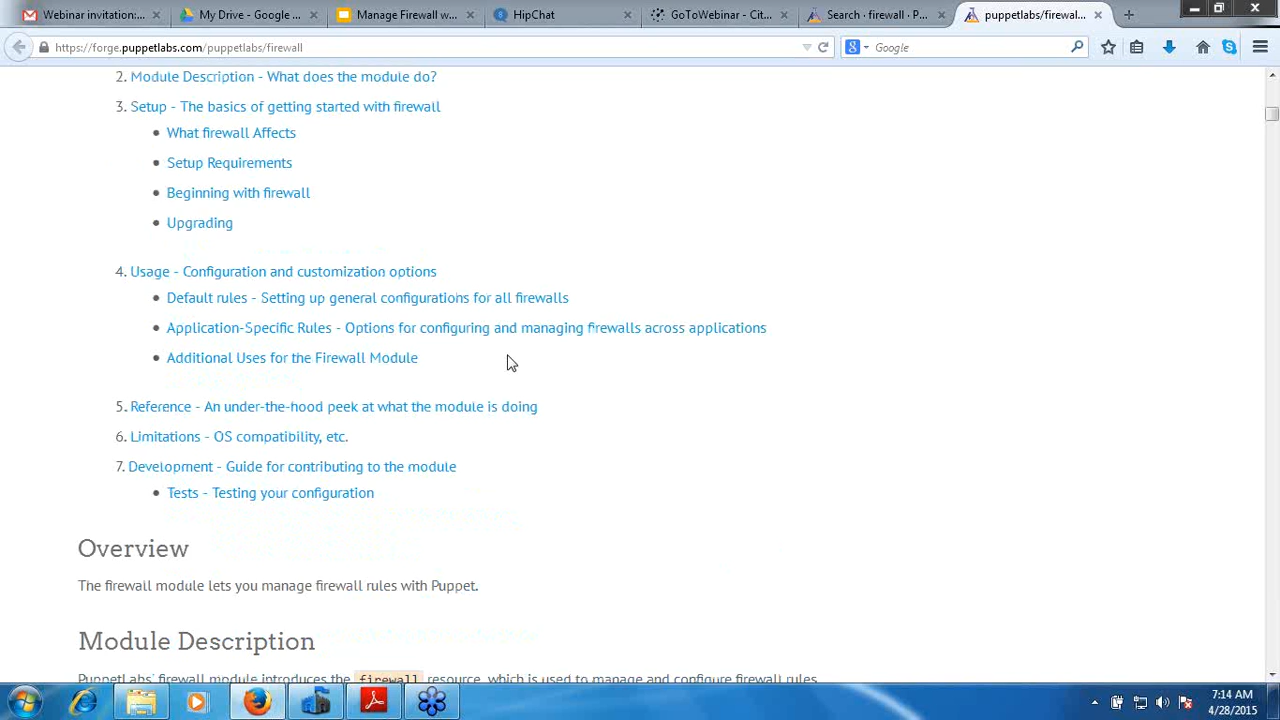 Webinar invitation:...
My Drive - Google ...
Manage Firewall w...
HipChat
GoToWebinar - Cit...
Search · firewall · P...
puppetlabs/firewal...
https://forge.puppetlabs.com/puppetlabs/firewall
Google
2. Module Description - What does the module do?
3. Setup - The basics of getting started with firewall
• What firewall Affects
• Setup Requirements
• Beginning with firewall
• Upgrading
4. Usage - Configuration and customization options
• Default rules - Setting up general configurations for all firewalls
• Application-Specific Rules - Options for configuring and managing firewalls across applications
• Additional Uses for the Firewall Module
5. Reference - An under-the-hood peek at what the module is doing
6. Limitations - OS compatibility, etc.
7. Development - Guide for contributing to the module
• Tests - Testing your configuration
Overview
The firewall module lets you manage firewall rules with Puppet.
Module Description
PuppetLabs' firewall module introduces the firewall resource, which is used to manage and configure firewall rules
7:14 AM
4/28/2015